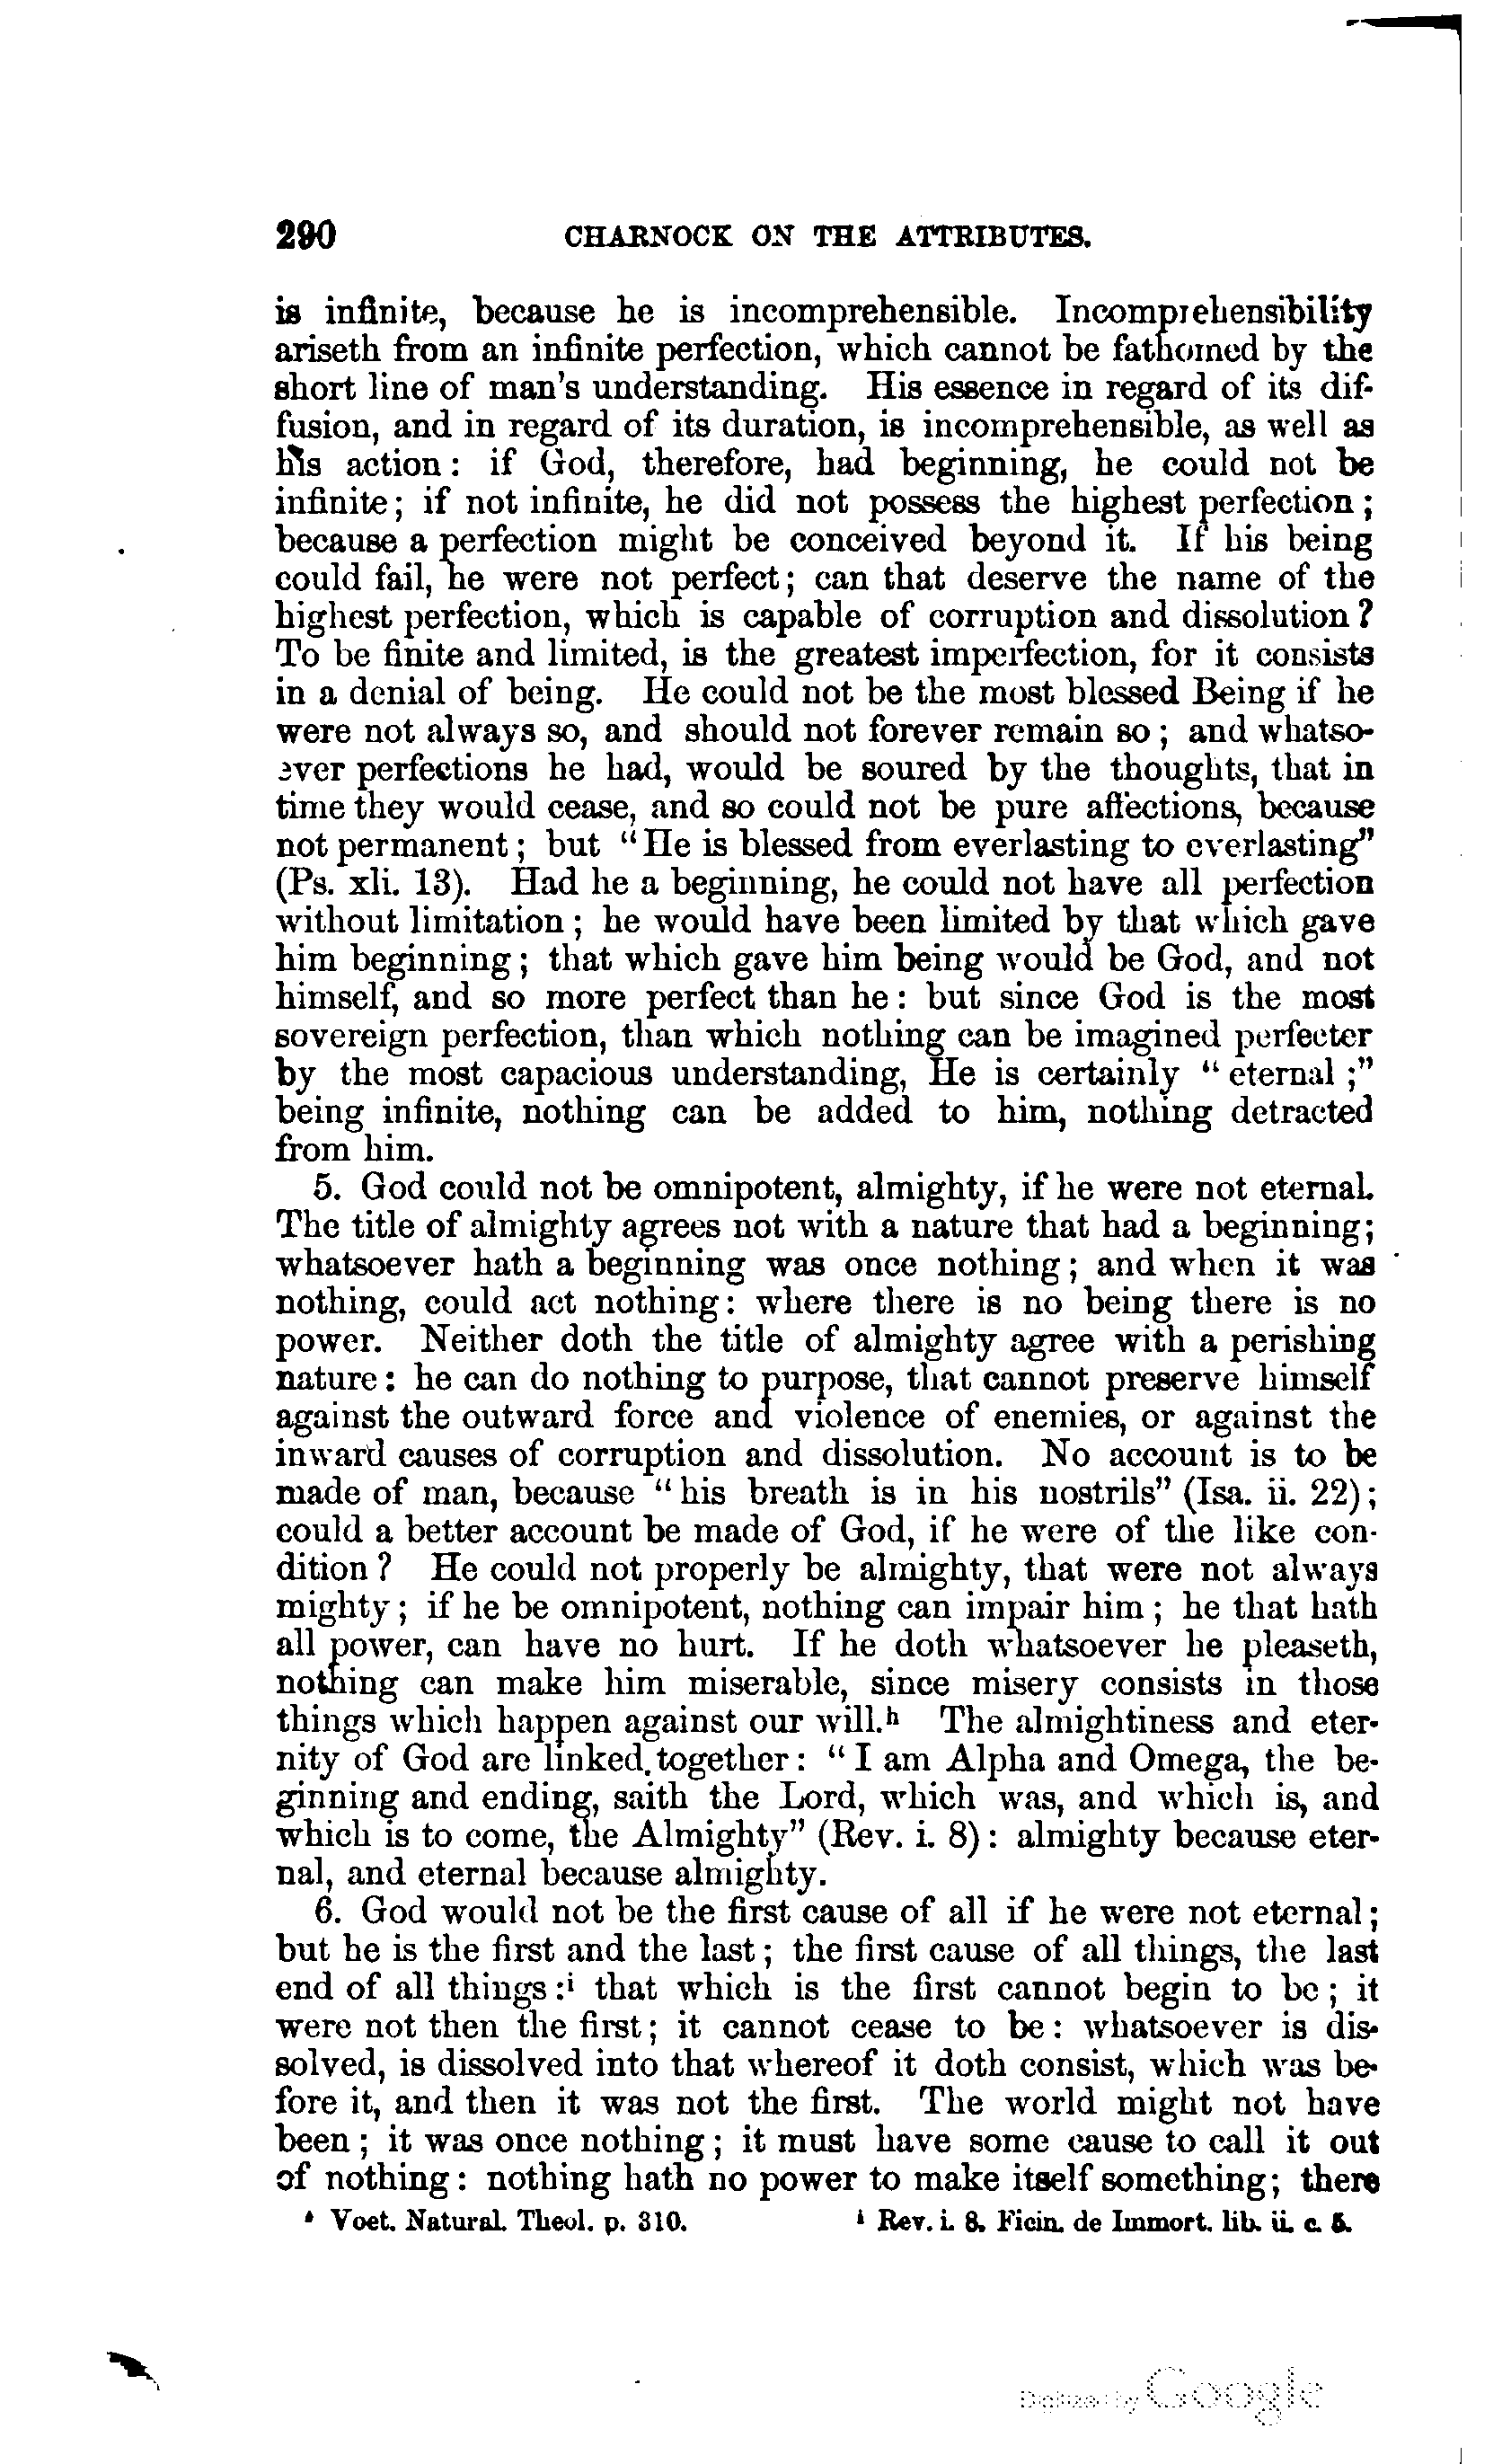 290 CHARNOCK ON THE ATTRIBUTES.
is infinite, because he is incomprehensible. Incomprehensibility
ariseth from an infinite perfection, which cannot be fathomed by the
short line of man's understanding. His essence in regard of its dif-
fusion, and in regard of its duration, is incomprehensible, as well as
his action: if God, therefore, had beginning, he could not be
infinite; if not infinite, he did not possess the highest perfection;
because a perfection might be conceived beyond it. If his being
could fail, he were not perfect; can that deserve the name of the
highest perfection, which is capable of corruption and dissolution?
To be finite and limited, is the greatest imperfection, for it consists
in a denial of being. He could not be the most blessed Being if he
were not always so, and should not forever remain so; and whatso-
ever perfections he had, would be soured by the thoughts, that in
time they would cease, and so could not be pure affections, because
not permanent; but "He is blessed from everlasting to everlasting"
(Ps. xli. 13). Had he a beginning, he could not have all perfection
without limitation; he would have been limited by that which gave
him beginning; that which gave him being would be God, and not
himself, and so more perfect than he: but since God is the most
sovereign perfection, than which nothing can be imagined perfecter
by the most capacious understanding, He is certainly "eternal;"
being infinite, nothing can be added to him, nothing detracted
from him.
5. God could not be omnipotent, almighty, if he were not eternal.
The title of almighty agrees not with a nature that had a beginning;
whatsoever hath a beginning was once nothing; and when it was
nothing, could act nothing: where there is no being there is no
power. Neither doth the title of almighty agree with a perishing
nature: he can do nothing to purpose, that cannot preserve himself
against the outward force and violence of enemies, or against the
inward causes of corruption and dissolution. No account is to be
made of man, because "his breath is in his nostrils" (Isa. ii. 22);
could a better account be made of God, if he were of the like con-
dition? He could not properly be almighty, that were not always
mighty; if he be omnipotent, nothing can impair him; he that hath
all power, can have no hurt. If he doth whatsoever he pleaseth,
nothing can make him miserable, since misery consists in those
things which happen against our will.ʰ The almightiness and eter-
nity of God are linked together: "I am Alpha and Omega, the be-
ginning and ending, saith the Lord, which was, and which is, and
which is to come, the Almighty" (Rev. i. 8): almighty because eter-
nal, and eternal because almighty.
6. God would not be the first cause of all if he were not eternal;
but he is the first and the last; the first cause of all things, the last
end of all things:ⁱ that which is the first cannot begin to be; it
were not then the first; it cannot cease to be: whatsoever is dis-
solved, is dissolved into that whereof it doth consist, which was be-
fore it, and then it was not the first. The world might not have
been; it was once nothing; it must have some cause to call it out
of nothing: nothing hath no power to make itself something; there
ʰ Voet. Natural. Theol. p. 310. ⁱ Rev. i. 8. Ficin. de Immort. lib. ii. c. 5.
Digitized by Google